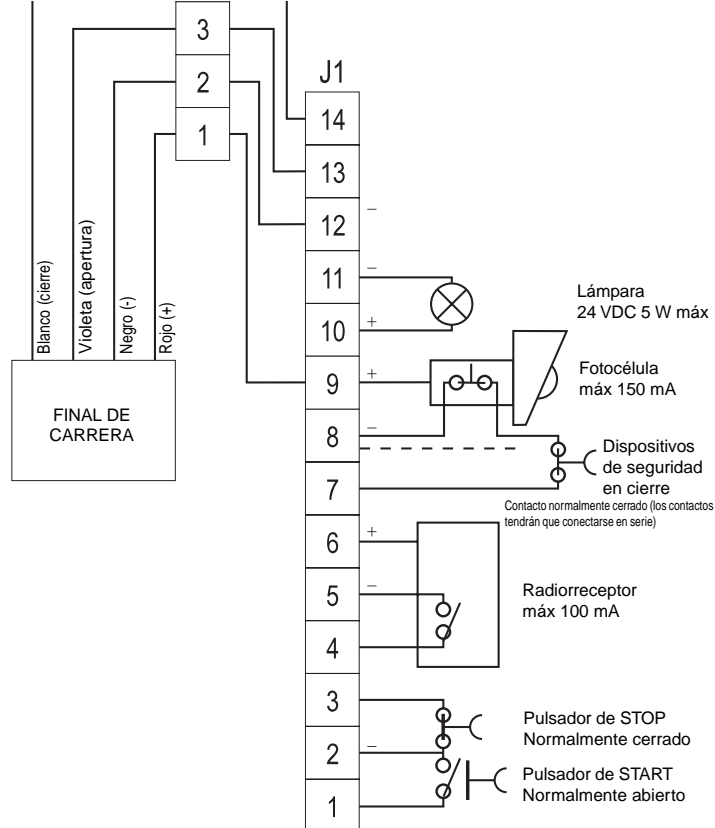 3
2
1
J1
14
13
12 −
11 −
10 +
9 +
8 −
7
6 +
5 −
4
3
2 −
1
Blanco (cierre)
Violeta (apertura)
Negro (-)
Rojo (+)
FINAL DE
CARRERA
Lámpara
24 VDC 5 W máx
Fotocélula
máx 150 mA
Dispositivos
de seguridad
en cierre
Contacto normalmente cerrado (los contactos
tendrán que conectarse en serie)
Radiorreceptor
máx 100 mA
Pulsador de STOP
Normalmente cerrado
Pulsador de START
Normalmente abierto